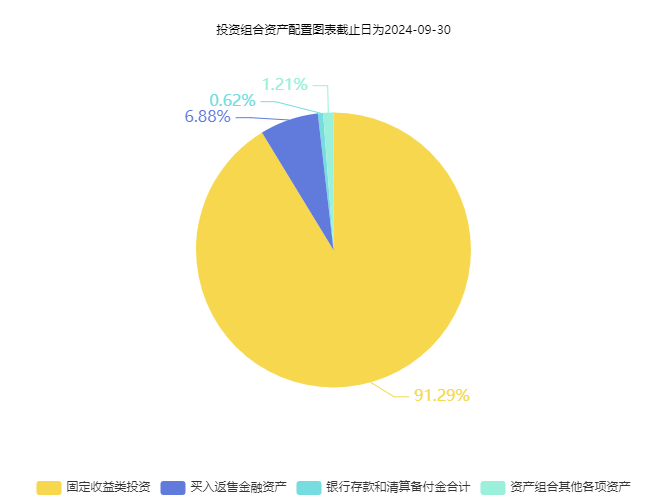 投资组合资产配置图表截止日为2024-09-30
1.21%
0.62%
6.88%
91.29%
固定收益类投资 买入返售金融资产 银行存款和清算备付金合计 资产组合其他各项资产